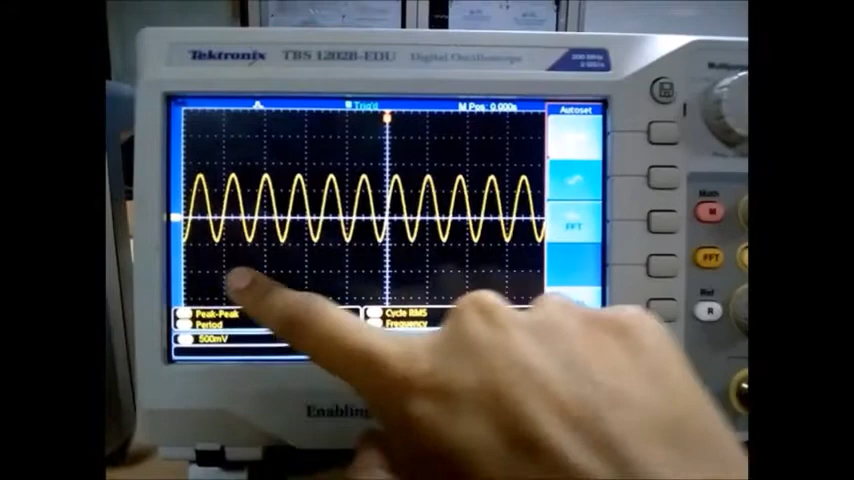 Tektronix TBS 1202B-EDU Digital Oscilloscope
Trig'd M Pos: 0.000s Autoset
FFT
Peak-Peak Cycle RMS
Period Frequency
500mV
Math
M
FFT
Ref
R
Enabling